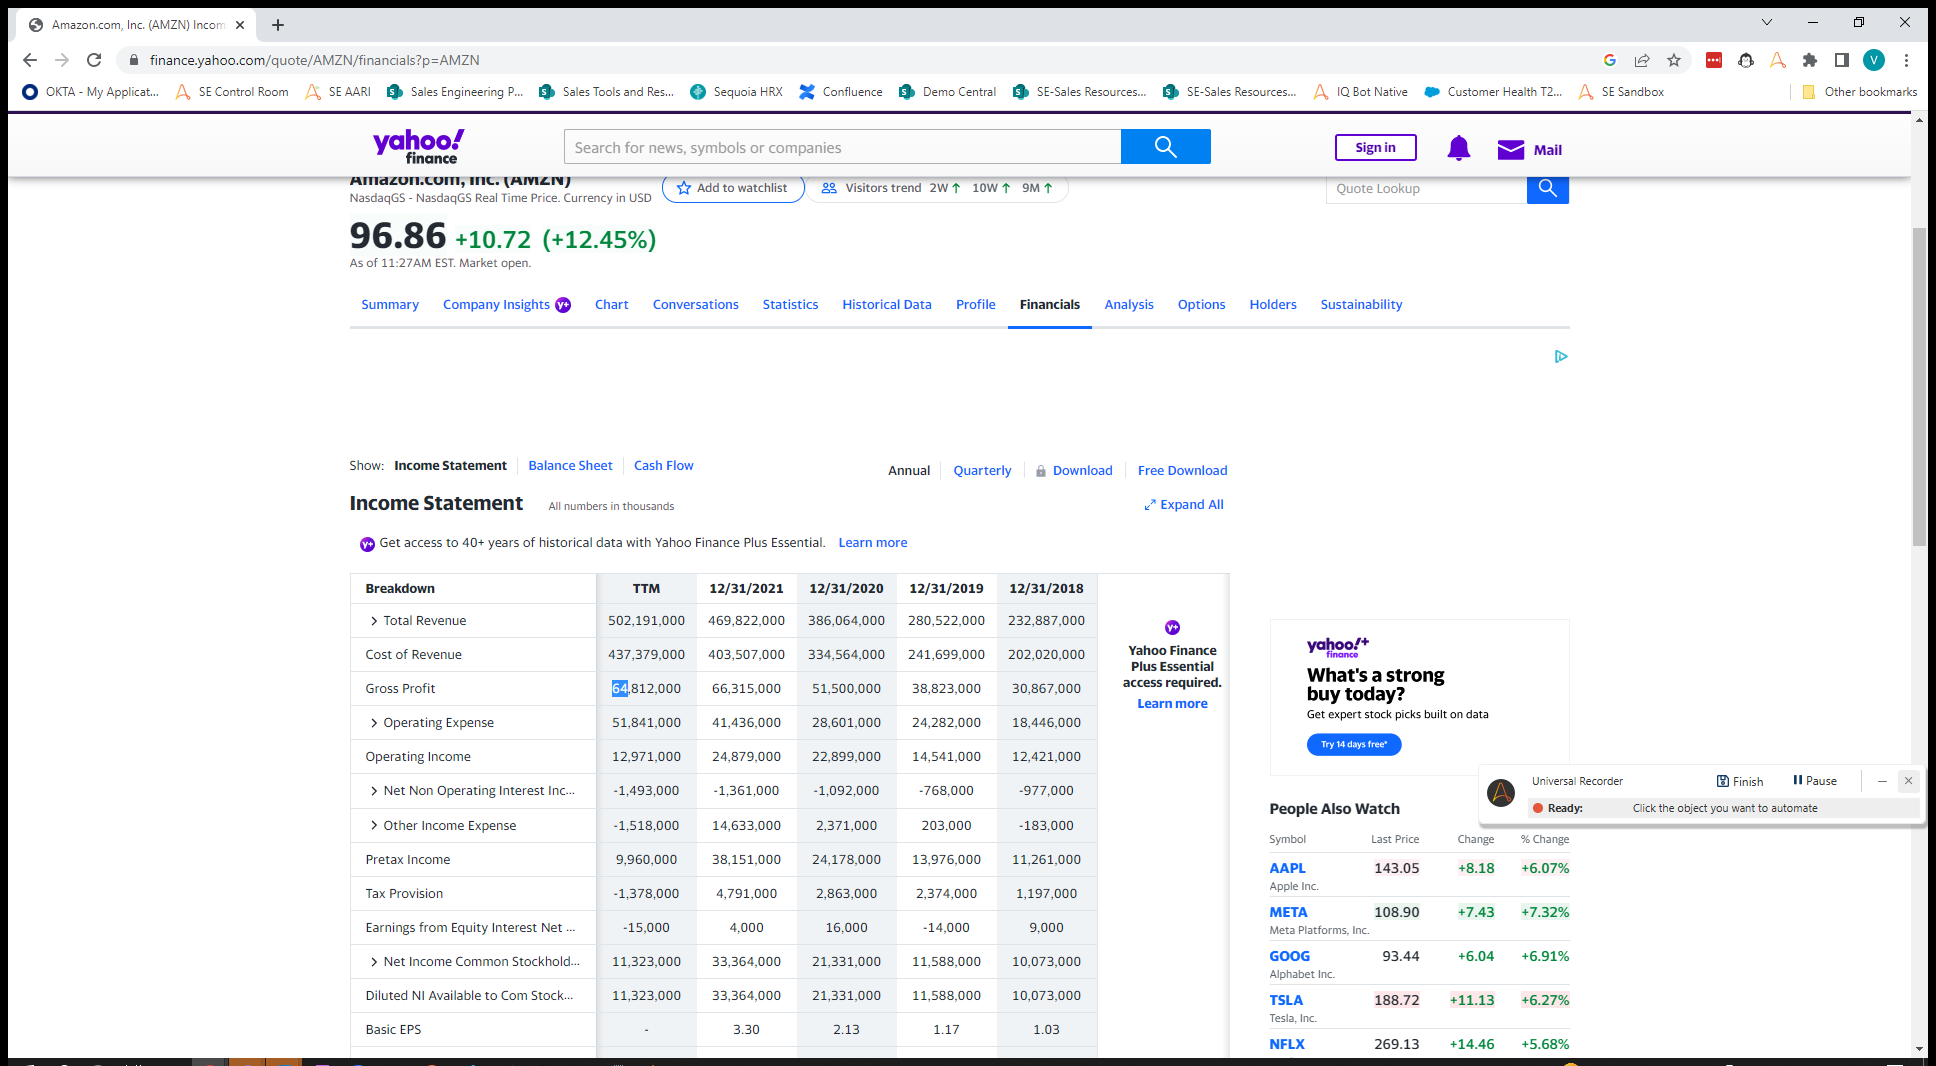 Amazon.com, Inc. (AMZN) Incom
finance.yahoo.com/quote/AMZN/financials?p=AMZN
V
OKTA - My Applicat... SE Control Room SE AARI Sales Engineering P... Sales Tools and Res... Sequoia HRX Confluence Demo Central SE-Sales Resources... SE-Sales Resources... IQ Bot Native Customer Health T2... SE Sandbox Other bookmarks
yahoo!
finance
Search for news, symbols or companies
Sign in
Mail
Amazon.com, Inc. (AMZN)
NasdaqGS - NasdaqGS Real Time Price. Currency in USD
Add to watchlist
Visitors trend 2W ↑ 10W ↑ 9M ↑
Quote Lookup
96.86 +10.72 (+12.45%)
As of 11:27AM EST. Market open.
Summary Company Insights Y+ Chart Conversations Statistics Historical Data Profile Financials Analysis Options Holders Sustainability
Show: Income Statement Balance Sheet Cash Flow
Annual Quarterly Download Free Download
Income Statement All numbers in thousands
Expand All
Y+ Get access to 40+ years of historical data with Yahoo Finance Plus Essential. Learn more
Breakdown TTM 12/31/2021 12/31/2020 12/31/2019 12/31/2018
Total Revenue 502,191,000 469,822,000 386,064,000 280,522,000 232,887,000
Cost of Revenue 437,379,000 403,507,000 334,564,000 241,699,000 202,020,000
Gross Profit 64,812,000 66,315,000 51,500,000 38,823,000 30,867,000
Operating Expense 51,841,000 41,436,000 28,601,000 24,282,000 18,446,000
Operating Income 12,971,000 24,879,000 22,899,000 14,541,000 12,421,000
Net Non Operating Interest Inc... -1,493,000 -1,361,000 -1,092,000 -768,000 -977,000
Other Income Expense -1,518,000 14,633,000 2,371,000 203,000 -183,000
Pretax Income 9,960,000 38,151,000 24,178,000 13,976,000 11,261,000
Tax Provision -1,378,000 4,791,000 2,863,000 2,374,000 1,197,000
Earnings from Equity Interest Net ... -15,000 4,000 16,000 -14,000 9,000
Net Income Common Stockhold... 11,323,000 33,364,000 21,331,000 11,588,000 10,073,000
Diluted NI Available to Com Stock... 11,323,000 33,364,000 21,331,000 11,588,000 10,073,000
Basic EPS - 3.30 2.13 1.17 1.03
Y+
Yahoo Finance
Plus Essential
access required.
Learn more
yahoo!+
finance
What's a strong
buy today?
Get expert stock picks built on data
Try 14 days free*
Universal Recorder Finish Pause
Ready: Click the object you want to automate
People Also Watch
Symbol Last Price Change % Change
AAPL 143.05 +8.18 +6.07%
Apple Inc.
META 108.90 +7.43 +7.32%
Meta Platforms, Inc.
GOOG 93.44 +6.04 +6.91%
Alphabet Inc.
TSLA 188.72 +11.13 +6.27%
Tesla, Inc.
NFLX 269.13 +14.46 +5.68%